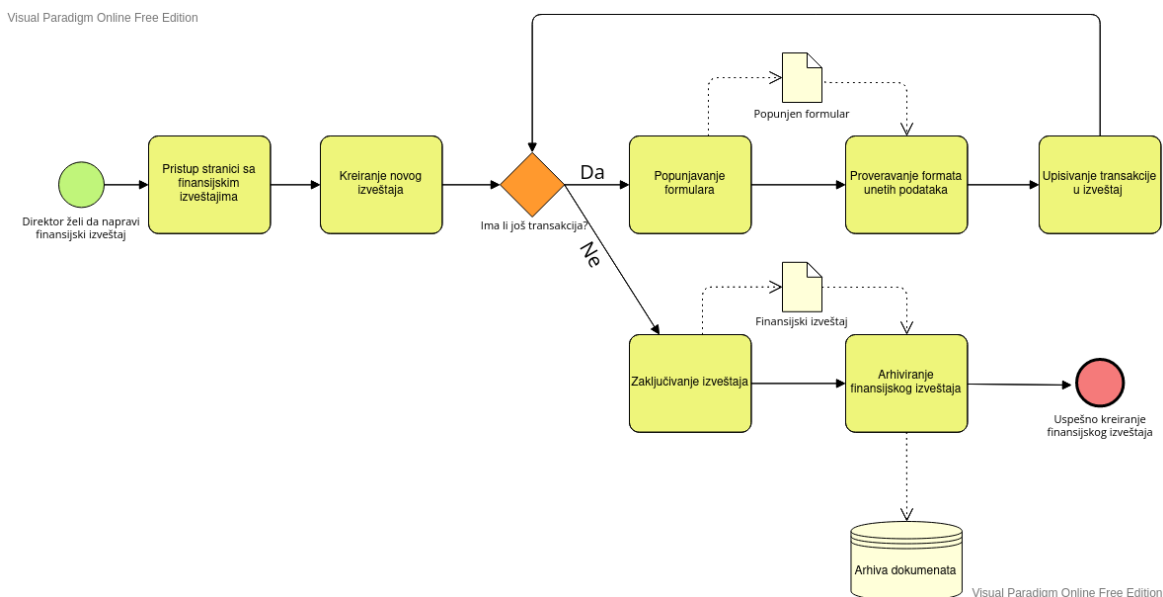 Visual Paradigm Online Free Edition
Popunjen formular
Pristup stranici sa
finansijskim
izveštajima
Kreiranje novog
izveštaja
Da
Popunjavanje
formulara
Proveravanje formata
unetih podataka
Upisivanje transakcije
u izveštaj
Direktor želi da napravi
finansijski izveštaj
Ima li još transakcija?
Ne
Finansijski izveštaj
Zaključivanje izveštaja
Arhiviranje
finansijskog izveštaja
Uspešno kreiranje
finansijskog izveštaja
Arhiva dokumenata
Visual Paradigm Online Free Edition